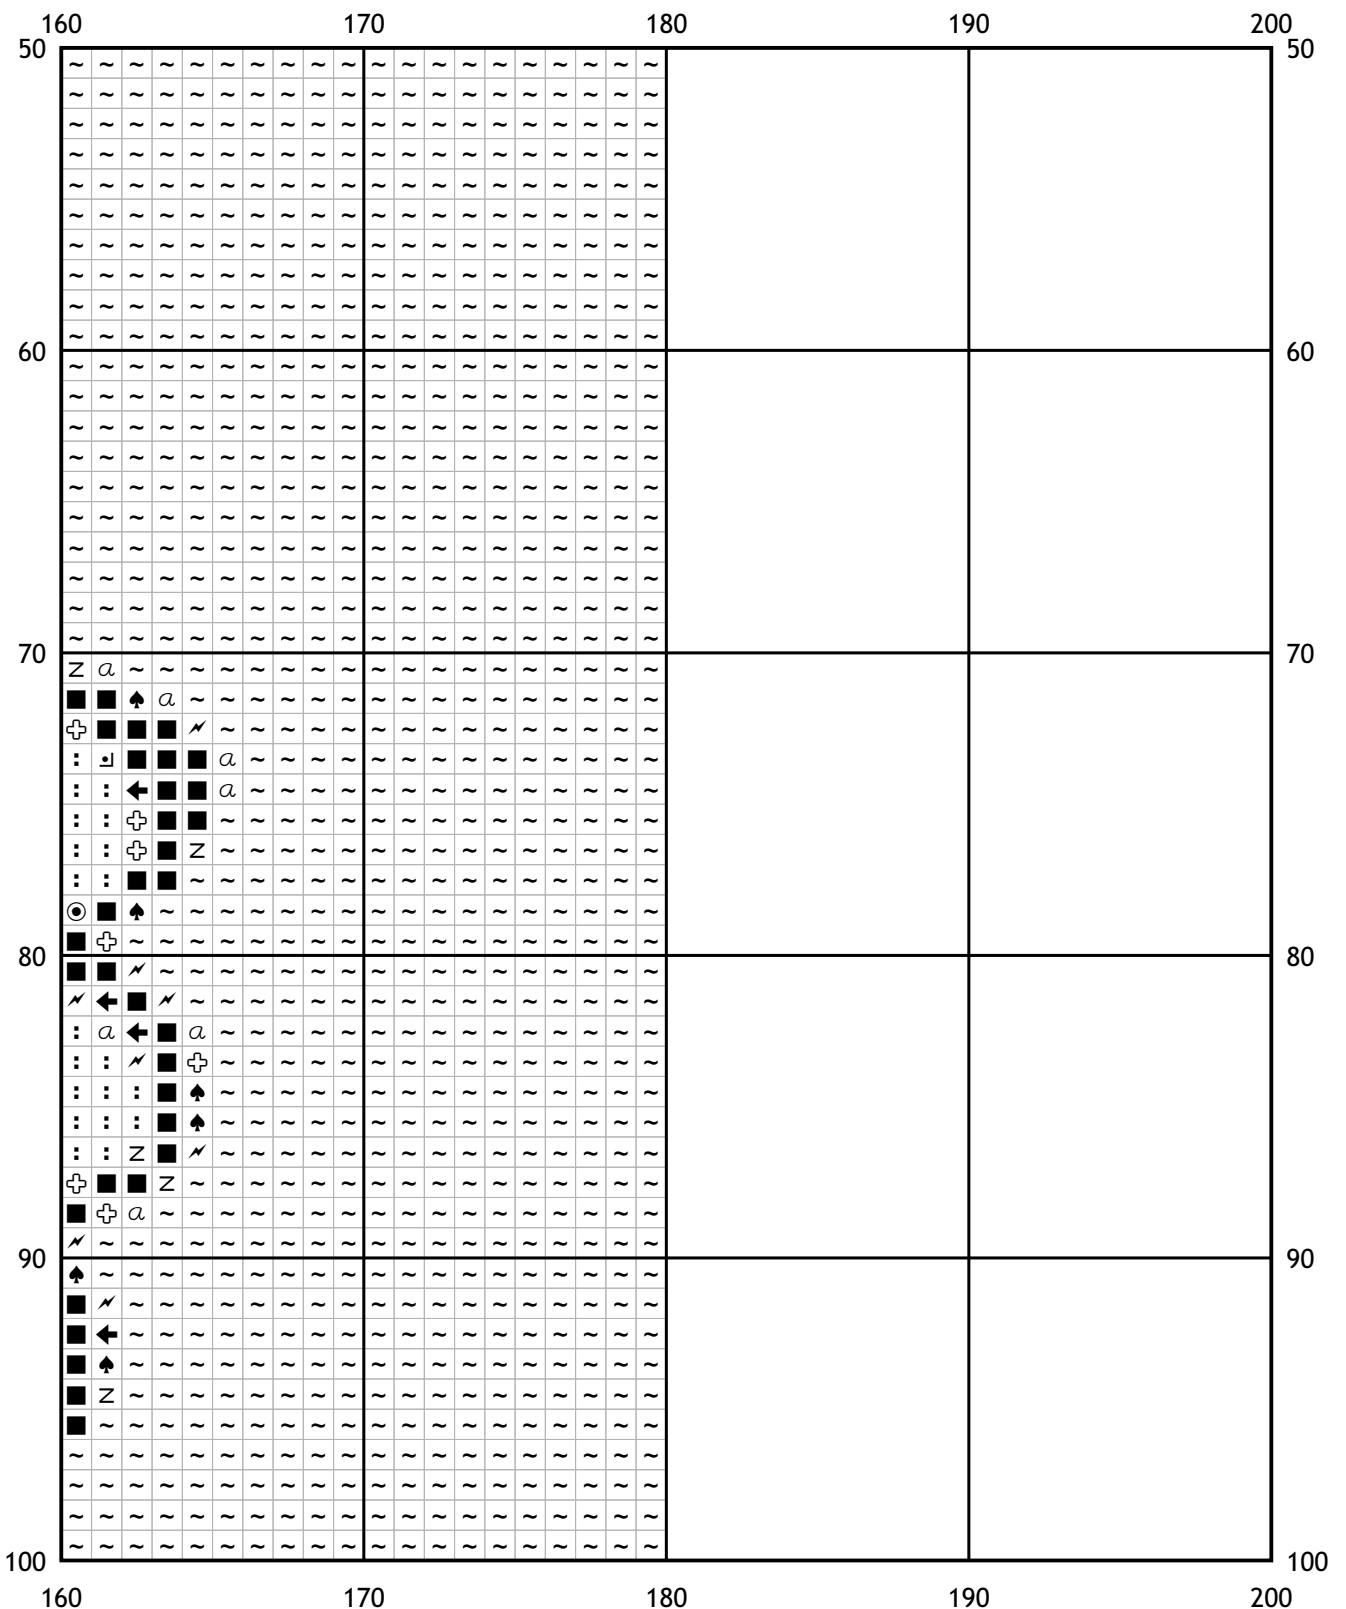 160 170 180 190 200
50 ~ ~ ~ ~ ~ ~ ~ ~ ~ ~ ~ ~ ~ ~ ~ ~ ~ ~ ~ ~ 50
~ ~ ~ ~ ~ ~ ~ ~ ~ ~ ~ ~ ~ ~ ~ ~ ~ ~ ~ ~
~ ~ ~ ~ ~ ~ ~ ~ ~ ~ ~ ~ ~ ~ ~ ~ ~ ~ ~ ~
~ ~ ~ ~ ~ ~ ~ ~ ~ ~ ~ ~ ~ ~ ~ ~ ~ ~ ~ ~
~ ~ ~ ~ ~ ~ ~ ~ ~ ~ ~ ~ ~ ~ ~ ~ ~ ~ ~ ~
~ ~ ~ ~ ~ ~ ~ ~ ~ ~ ~ ~ ~ ~ ~ ~ ~ ~ ~ ~
~ ~ ~ ~ ~ ~ ~ ~ ~ ~ ~ ~ ~ ~ ~ ~ ~ ~ ~ ~
~ ~ ~ ~ ~ ~ ~ ~ ~ ~ ~ ~ ~ ~ ~ ~ ~ ~ ~ ~
~ ~ ~ ~ ~ ~ ~ ~ ~ ~ ~ ~ ~ ~ ~ ~ ~ ~ ~ ~
~ ~ ~ ~ ~ ~ ~ ~ ~ ~ ~ ~ ~ ~ ~ ~ ~ ~ ~ ~
60 ~ ~ ~ ~ ~ ~ ~ ~ ~ ~ ~ ~ ~ ~ ~ ~ ~ ~ ~ ~ 60
~ ~ ~ ~ ~ ~ ~ ~ ~ ~ ~ ~ ~ ~ ~ ~ ~ ~ ~ ~
~ ~ ~ ~ ~ ~ ~ ~ ~ ~ ~ ~ ~ ~ ~ ~ ~ ~ ~ ~
~ ~ ~ ~ ~ ~ ~ ~ ~ ~ ~ ~ ~ ~ ~ ~ ~ ~ ~ ~
~ ~ ~ ~ ~ ~ ~ ~ ~ ~ ~ ~ ~ ~ ~ ~ ~ ~ ~ ~
~ ~ ~ ~ ~ ~ ~ ~ ~ ~ ~ ~ ~ ~ ~ ~ ~ ~ ~ ~
~ ~ ~ ~ ~ ~ ~ ~ ~ ~ ~ ~ ~ ~ ~ ~ ~ ~ ~ ~
~ ~ ~ ~ ~ ~ ~ ~ ~ ~ ~ ~ ~ ~ ~ ~ ~ ~ ~ ~
~ ~ ~ ~ ~ ~ ~ ~ ~ ~ ~ ~ ~ ~ ~ ~ ~ ~ ~ ~
~ ~ ~ ~ ~ ~ ~ ~ ~ ~ ~ ~ ~ ~ ~ ~ ~ ~ ~ ~
70 z a ~ ~ ~ ~ ~ ~ ~ ~ ~ ~ ~ ~ ~ ~ ~ ~ ~ ~ 70
■ ■ ♠ a ~ ~ ~ ~ ~ ~ ~ ~ ~ ~ ~ ~ ~ ~ ~ ~
✚ ■ ■ ■ ⚡ ~ ~ ~ ~ ~ ~ ~ ~ ~ ~ ~ ~ ~ ~ ~
: ■ ■ ■ a ~ ~ ~ ~ ~ ~ ~ ~ ~ ~ ~ ~ ~ ~
: : ← ■ ■ a ~ ~ ~ ~ ~ ~ ~ ~ ~ ~ ~ ~ ~ ~
: : ✚ ■ ■ ~ ~ ~ ~ ~ ~ ~ ~ ~ ~ ~ ~ ~ ~ ~
: : ✚ ■ z ~ ~ ~ ~ ~ ~ ~ ~ ~ ~ ~ ~ ~ ~ ~
: : ■ ■ ~ ~ ~ ~ ~ ~ ~ ~ ~ ~ ~ ~ ~ ~ ~ ~
◉ ■ ♠ ~ ~ ~ ~ ~ ~ ~ ~ ~ ~ ~ ~ ~ ~ ~ ~ ~
■ ✚ ~ ~ ~ ~ ~ ~ ~ ~ ~ ~ ~ ~ ~ ~ ~ ~ ~ ~
80 ■ ■ ⚡ ~ ~ ~ ~ ~ ~ ~ ~ ~ ~ ~ ~ ~ ~ ~ ~ ~ 80
⚡ ← ■ ⚡ ~ ~ ~ ~ ~ ~ ~ ~ ~ ~ ~ ~ ~ ~ ~ ~
: a ← ■ a ~ ~ ~ ~ ~ ~ ~ ~ ~ ~ ~ ~ ~ ~ ~
: : ⚡ ■ ✚ ~ ~ ~ ~ ~ ~ ~ ~ ~ ~ ~ ~ ~ ~ ~
: : : ■ ♠ ~ ~ ~ ~ ~ ~ ~ ~ ~ ~ ~ ~ ~ ~ ~
: : : ■ ♠ ~ ~ ~ ~ ~ ~ ~ ~ ~ ~ ~ ~ ~ ~ ~
: : z ■ ⚡ ~ ~ ~ ~ ~ ~ ~ ~ ~ ~ ~ ~ ~ ~ ~
✚ ■ ■ z ~ ~ ~ ~ ~ ~ ~ ~ ~ ~ ~ ~ ~ ~ ~ ~
■ ✚ a ~ ~ ~ ~ ~ ~ ~ ~ ~ ~ ~ ~ ~ ~ ~ ~ ~
⚡ ~ ~ ~ ~ ~ ~ ~ ~ ~ ~ ~ ~ ~ ~ ~ ~ ~ ~ ~
90 ♠ ~ ~ ~ ~ ~ ~ ~ ~ ~ ~ ~ ~ ~ ~ ~ ~ ~ ~ ~ 90
■ ⚡ ~ ~ ~ ~ ~ ~ ~ ~ ~ ~ ~ ~ ~ ~ ~ ~ ~ ~
■ ← ~ ~ ~ ~ ~ ~ ~ ~ ~ ~ ~ ~ ~ ~ ~ ~ ~ ~
■ ♠ ~ ~ ~ ~ ~ ~ ~ ~ ~ ~ ~ ~ ~ ~ ~ ~ ~ ~
■ z ~ ~ ~ ~ ~ ~ ~ ~ ~ ~ ~ ~ ~ ~ ~ ~ ~ ~
■ ~ ~ ~ ~ ~ ~ ~ ~ ~ ~ ~ ~ ~ ~ ~ ~ ~ ~ ~
~ ~ ~ ~ ~ ~ ~ ~ ~ ~ ~ ~ ~ ~ ~ ~ ~ ~ ~ ~
~ ~ ~ ~ ~ ~ ~ ~ ~ ~ ~ ~ ~ ~ ~ ~ ~ ~ ~ ~
~ ~ ~ ~ ~ ~ ~ ~ ~ ~ ~ ~ ~ ~ ~ ~ ~ ~ ~ ~
~ ~ ~ ~ ~ ~ ~ ~ ~ ~ ~ ~ ~ ~ ~ ~ ~ ~ ~ ~
100 100
160 170 180 190 200